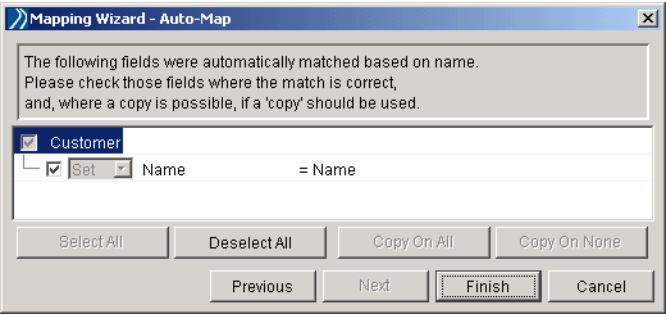 Mapping Wizard - Auto-Map
The following fields were automatically matched based on name.
Please check those fields where the match is correct,
and, where a copy is possible, if a 'copy' should be used.
Customer
Set Name = Name
Select All Deselect All Copy On All Copy On None
Previous Next Finish Cancel